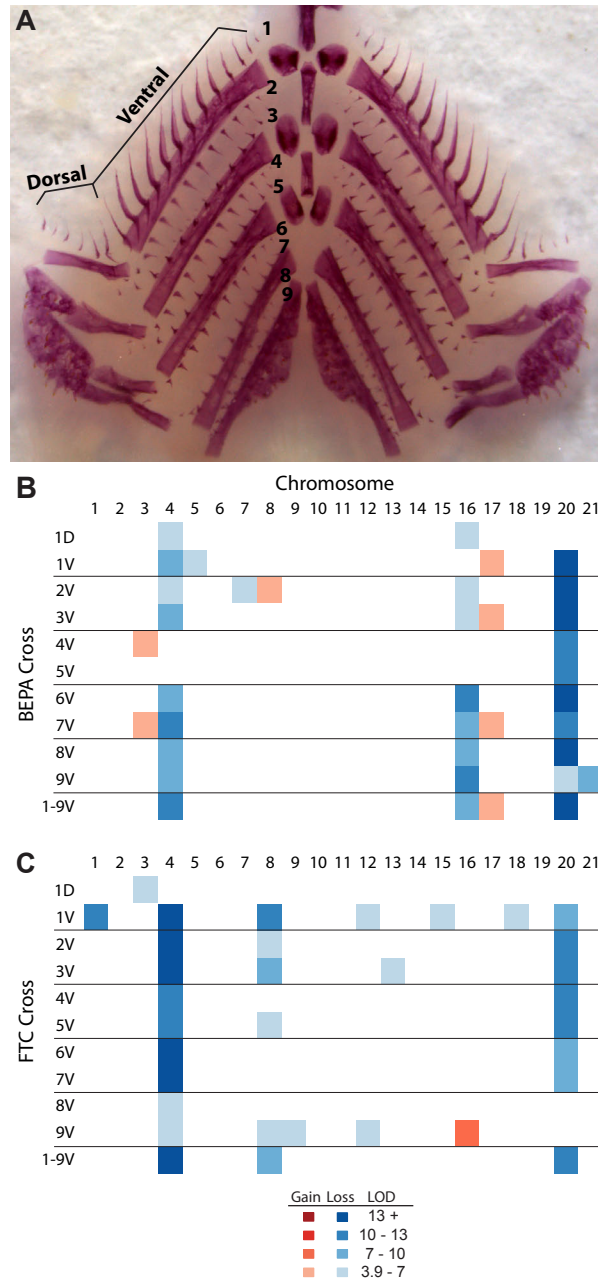 A
1
Ventral
2
3
Dorsal
4
5
6
7
8
9
B
Chromosome
1 2 3 4 5 6 7 8 9 10 11 12 13 14 15 16 17 18 19 20 21
BEPA Cross
1D
1V
2V
3V
4V
5V
6V
7V
8V
9V
1-9V
C
1 2 3 4 5 6 7 8 9 10 11 12 13 14 15 16 17 18 19 20 21
FTC Cross
1D
1V
2V
3V
4V
5V
6V
7V
8V
9V
1-9V
Gain Loss LOD
13 +
10 - 13
7 - 10
3.9 - 7